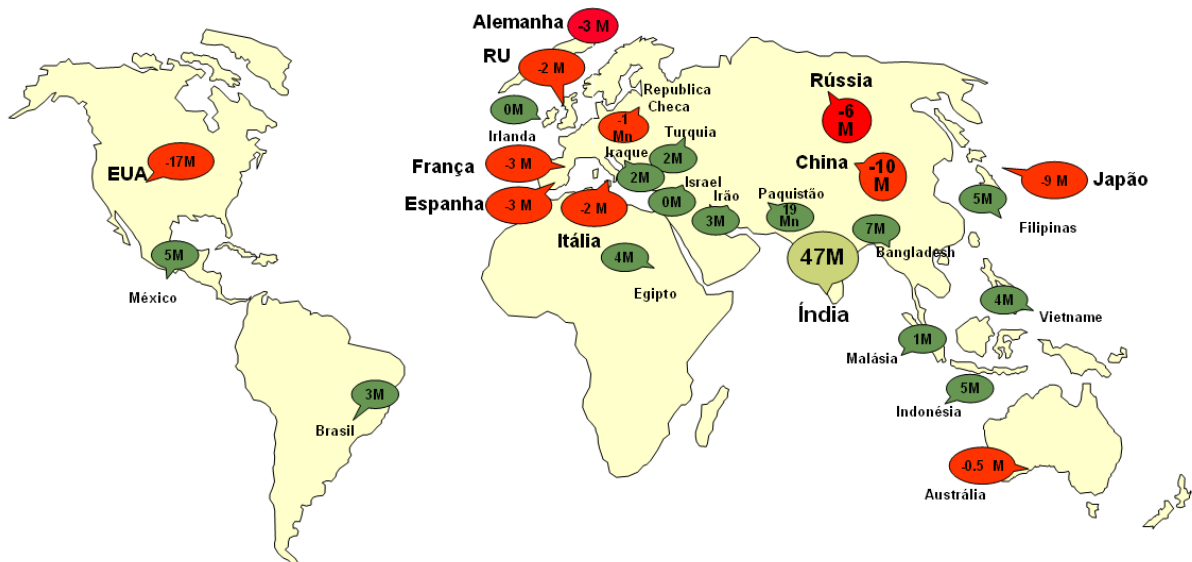 Alemanha
-3 M
RU
-2 M
Republica
Checa
-1
Mn
0M
Irlanda
Turquia
2M
Iraque
2M
França
-3 M
Espanha
-3 M
-2 M
Itália
Israel
0M
Irão
3M
Paquistão
19
Mn
Rússia
-6
M
China
-10
M
-9 M
Japão
5M
Filipinas
7M
Bangladesh
47M
Índia
4M
Egipto
EUA
-17M
5M
México
3M
Brasil
4M
Vietname
1M
Malásia
5M
Indonésia
-0.5 M
Austrália